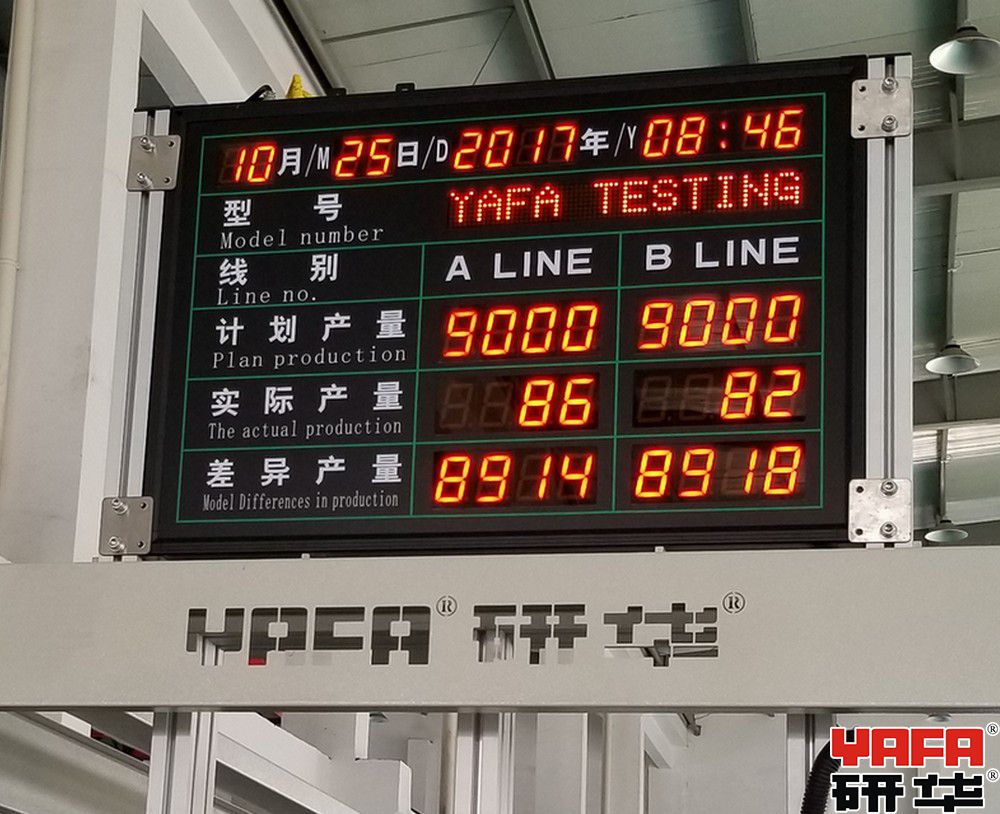 10月/M 25日/D 2017年/Y 08:46
型 号 YAFA TESTING
Model number
线 别 A LINE B LINE
Line no.
计划产量 9000 9000
Plan production
实际产量 86 82
The actual production
差异产量 8914 8918
Model Differences in production
YAFA® 研华®
YAFA®
研华®